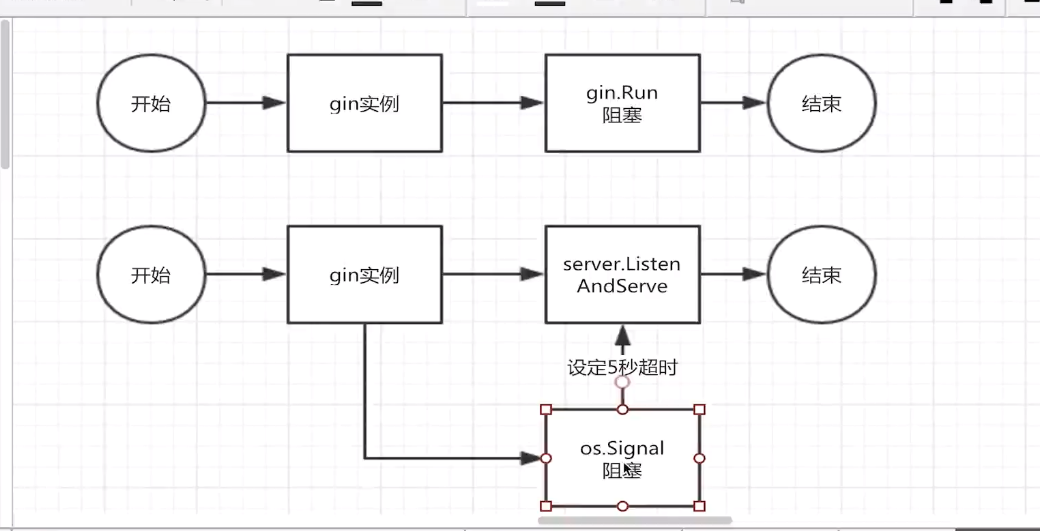 开始
gin实例
gin.Run
阻塞
结束
开始
gin实例
server.Listen
AndServe
结束
设定5秒超时
os.Signal
阻塞